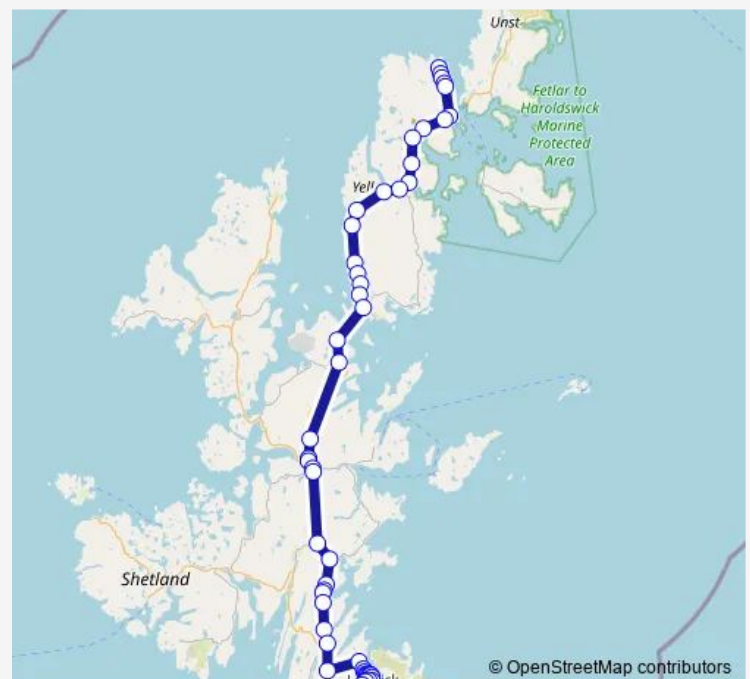 Unst
Fetlar to
Haroldswick
Marine
Protected
Area
Yell
Shetland
© OpenStreetMap contributors